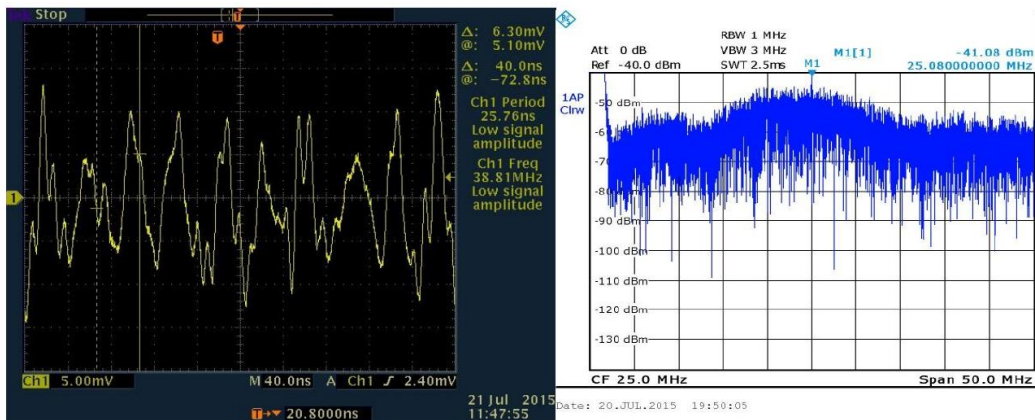 Stop
Δ: 6.30mV
@: 5.10mV
Δ: 40.0ns
@: -72.8ns
Ch1 Period
25.76ns
Low signal
amplitude
Ch1 Freq
38.81MHz
Low signal
amplitude
1
Ch1 5.00mV M 40.0ns A Ch1 2.40mV
21 Jul 2015
11:47:55
T 20.8000ns
RBW 1 MHz
Att 0 dB VBW 3 MHz M1[1] -41.08 dBm
Ref -40.0 dBm SWT 2.5ms 25.080000000 MHz
M1
1AP
Clrw
-50 dBm
-6
-70
-80 dBm
-90 dBm
-100 dBm
-110 dBm
-120 dBm
-130 dBm
CF 25.0 MHz Span 50.0 MHz
Date: 20.JUL.2015 19:50:05